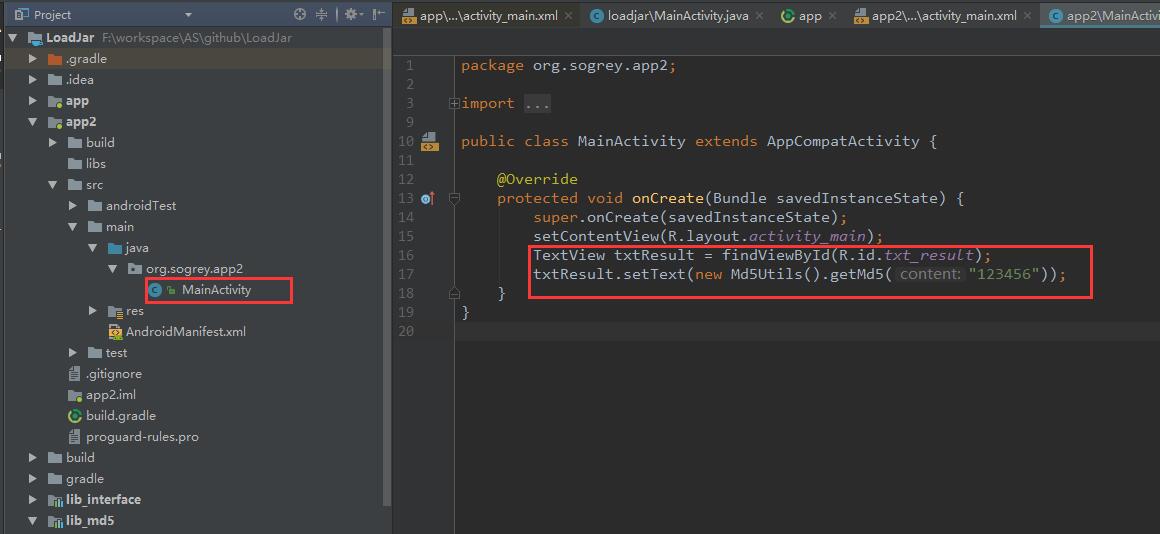 Project
LoadJar F:\workspace\AS\github\LoadJar
.gradle
.idea
app
app2
build
libs
src
androidTest
main
java
org.sogrey.app2
MainActivity
res
AndroidManifest.xml
test
.gitignore
app2.iml
build.gradle
proguard-rules.pro
build
gradle
lib_interface
lib_md5
app\...\activity_main.xml
loadjar\MainActivity.java
app
app2\...\activity_main.xml
app2\MainActivi
1 package org.sogrey.app2;
2
3 import ...
9
10 public class MainActivity extends AppCompatActivity {
11
12 @Override
13 protected void onCreate(Bundle savedInstanceState) {
14 super.onCreate(savedInstanceState);
15 setContentView(R.layout.activity_main);
16 TextView txtResult = findViewById(R.id.txt_result);
17 txtResult.setText(new Md5Utils().getMd5( content: "123456"));
18 }
19 }
20